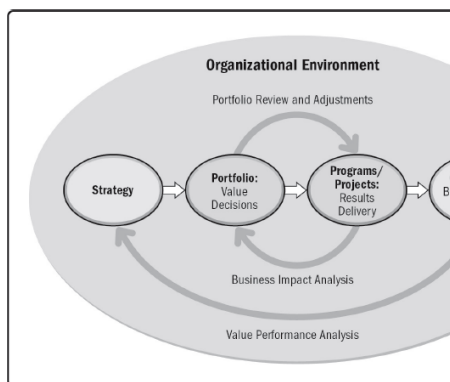 Organizational Environment
Portfolio Review and Adjustments
Strategy
Portfolio:
Value
Decisions
Programs/
Projects:
Results
Delivery
Business Impact Analysis
Value Performance Analysis